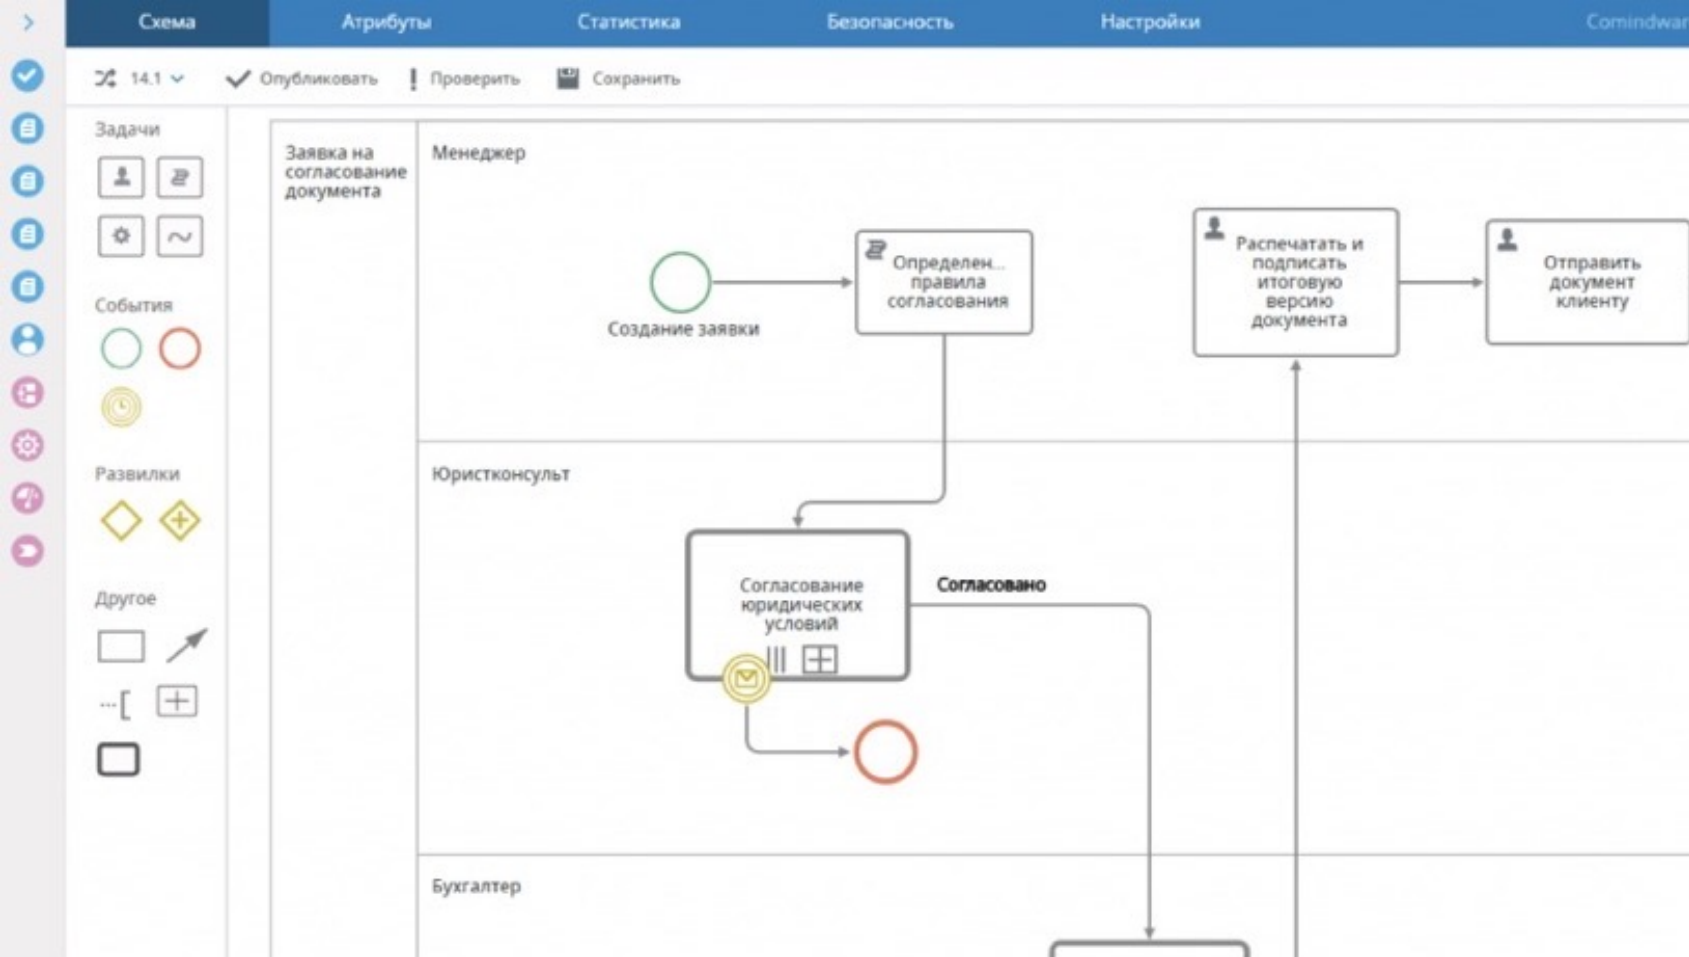 Схема
Атрибуты
Статистика
Безопасность
Настройки
14.1
Опубликовать
Проверить
Сохранить
Задачи
События
Развилки
Другое
Заявка на
согласование
документа
Менеджер
Создание заявки
Определен...
правила
согласования
Распечатать и
подписать
итоговую
версию
документа
Отправить
документ
клиенту
Юристконсульт
Согласование
юридических
условий
Согласовано
Бухгалтер